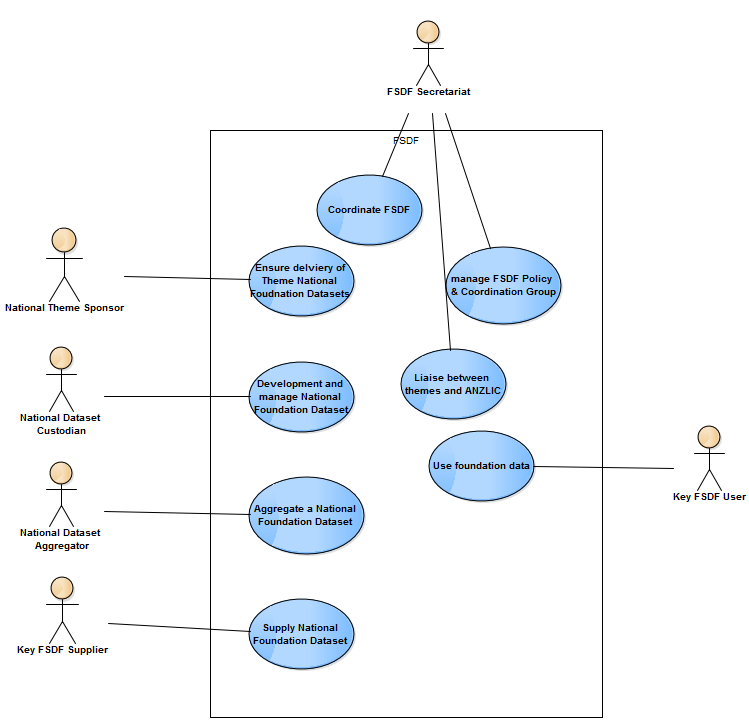 FSDF Secretariat
FSDF
Coordinate FSDF
Ensure delviery of
Theme National
Foudnation Datasets
manage FSDF Policy
& Coordination Group
National Theme Sponsor
Liaise between
themes and ANZLIC
Development and
manage National
Foundation Dataset
National Dataset
Custodian
Use foundation data
Key FSDF User
Aggregate a National
Foundation Dataset
National Dataset
Aggregator
Supply National
Foundation Dataset
Key FSDF Supplier